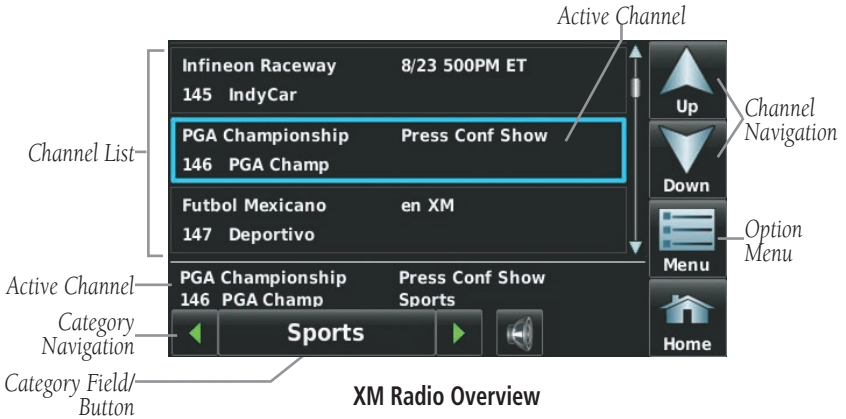 Active Channel
Infineon Raceway 8/23 500PM ET
145 IndyCar
Up
Channel
Navigation
Channel List
PGA Championship Press Conf Show
146 PGA Champ
Down
Futbol Mexicano en XM
147 Deportivo
Option
Menu
Menu
Active Channel
PGA Championship Press Conf Show
146 PGA Champ Sports
Category
Navigation
Sports
Home
Category Field/
Button
XM Radio Overview